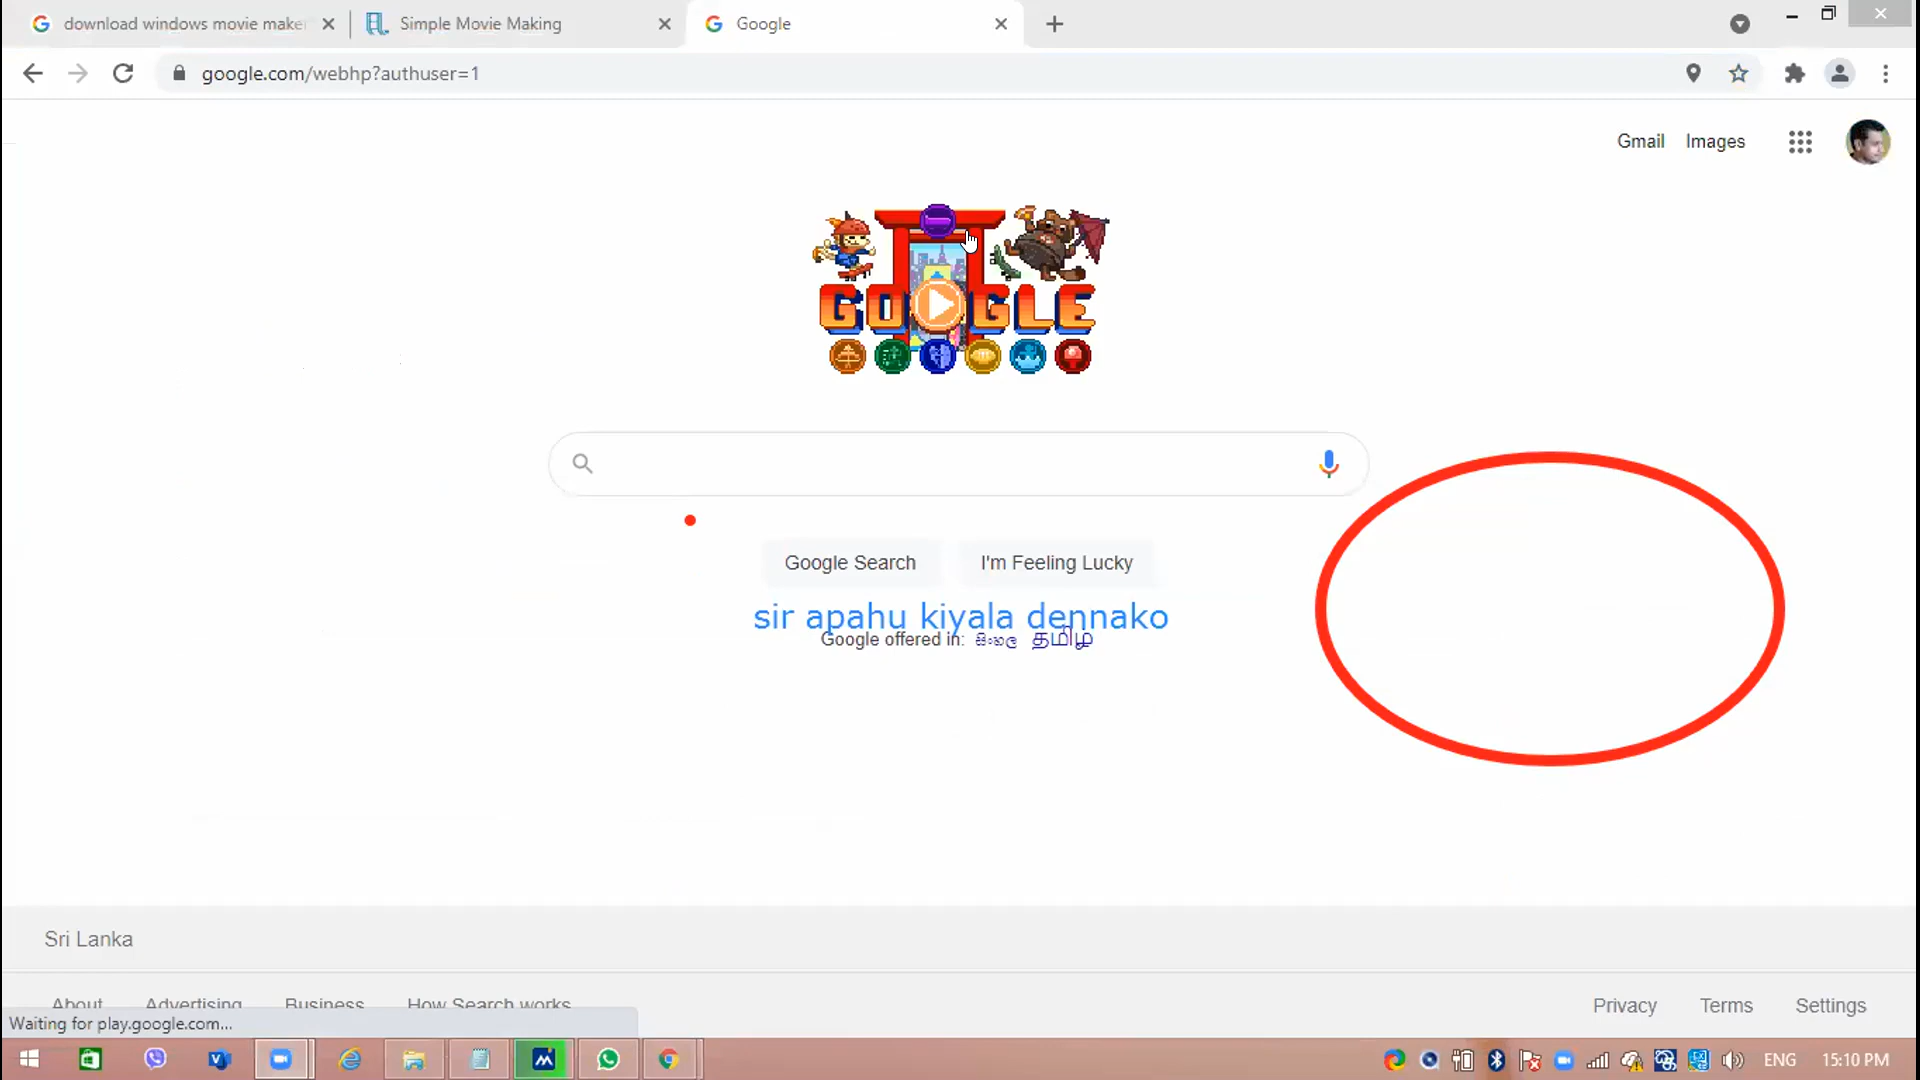 download windows movie make
Simple Movie Making
Google
google.com/webhp?authuser=1
Gmail Images
GOOGLE
Google Search I'm Feeling Lucky
sir apahu kiyala dennako
Google offered in: සිංහල தமிழ்
Sri Lanka
About Advertising Business How Search works
Privacy Terms Settings
Waiting for play.google.com...
ENG 15:10 PM